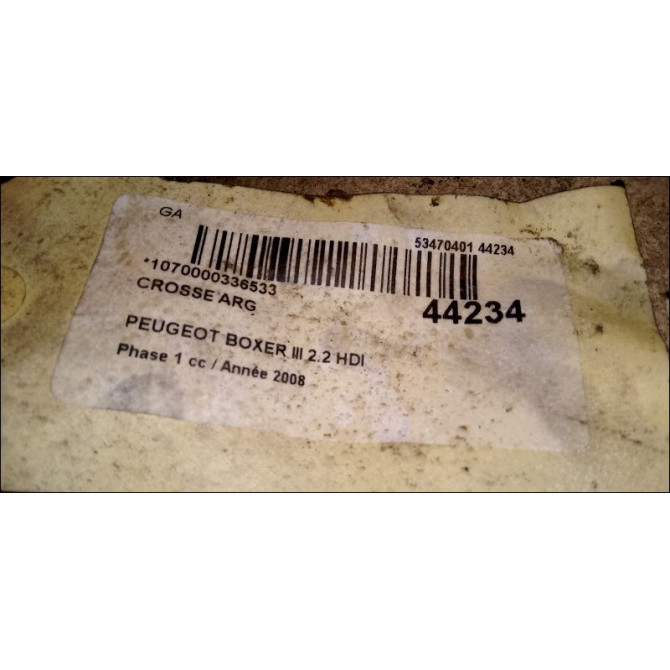 GA
53470401 44234
*1070000336533
44234
CROSSE ARG
PEUGEOT BOXER III 2.2 HDI
Phase 1 cc / Année 2008